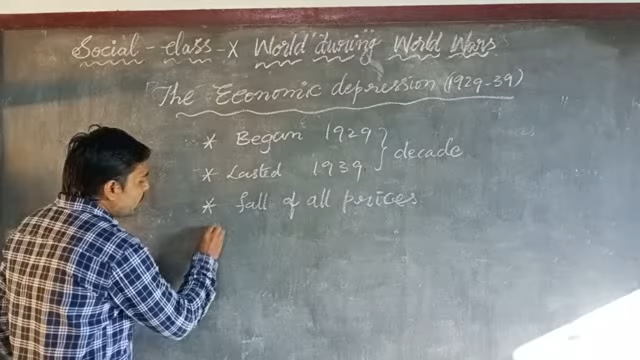 Social - class - X World during World Wars
The Economic depression (1929-39)
* Began 1929 } decade
* Lasted 1939
* fall of all prices
*